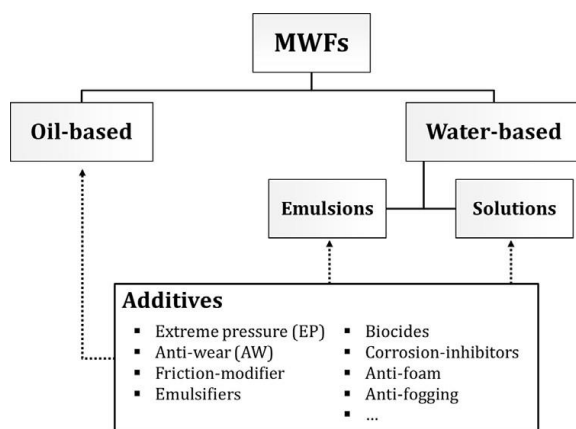 MWFs
Oil-based
Water-based
Emulsions
Solutions
Additives
▪ Extreme pressure (EP)
▪ Anti-wear (AW)
▪ Friction-modifier
▪ Emulsifiers
▪ Biocides
▪ Corrosion-inhibitors
▪ Anti-foam
▪ Anti-fogging
▪ ...